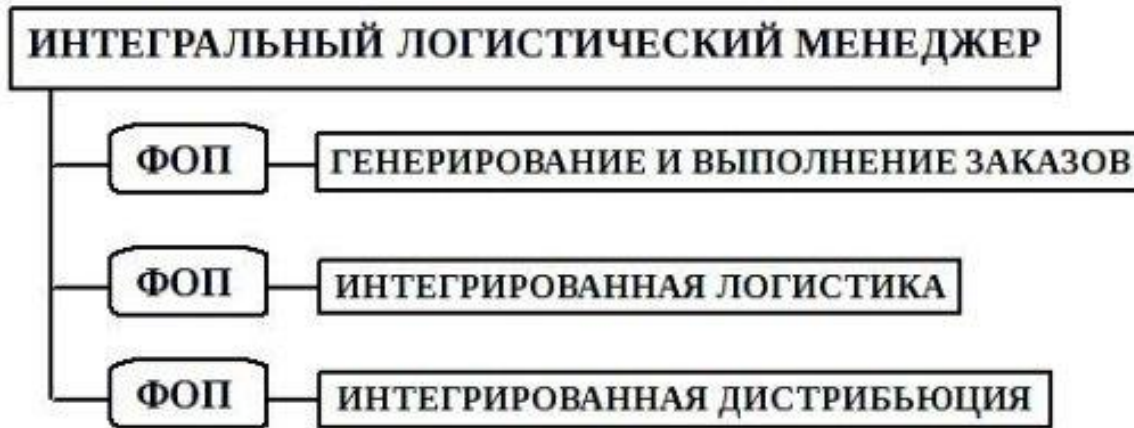 ИНТЕГРАЛЬНЫЙ ЛОГИСТИЧЕСКИЙ МЕНЕДЖЕР
ФОП ГЕНЕРИРОВАНИЕ И ВЫПОЛНЕНИЕ ЗАКАЗОВ
ФОП ИНТЕГРИРОВАННАЯ ЛОГИСТИКА
ФОП ИНТЕГРИРОВАННАЯ ДИСТРИБЬЮЦИЯ